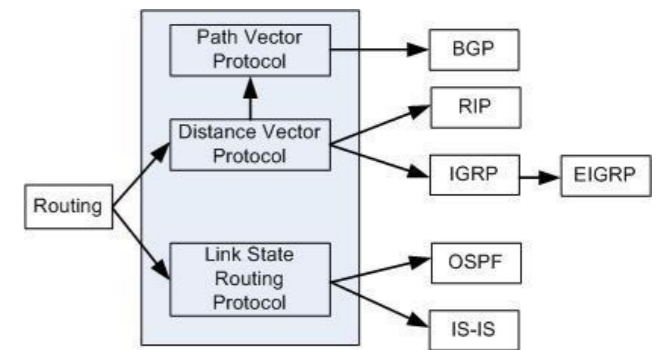 Path Vector
Protocol
BGP
Distance Vector
Protocol
RIP
IGRP
EIGRP
Routing
Link State
Routing
Protocol
OSPF
IS-IS